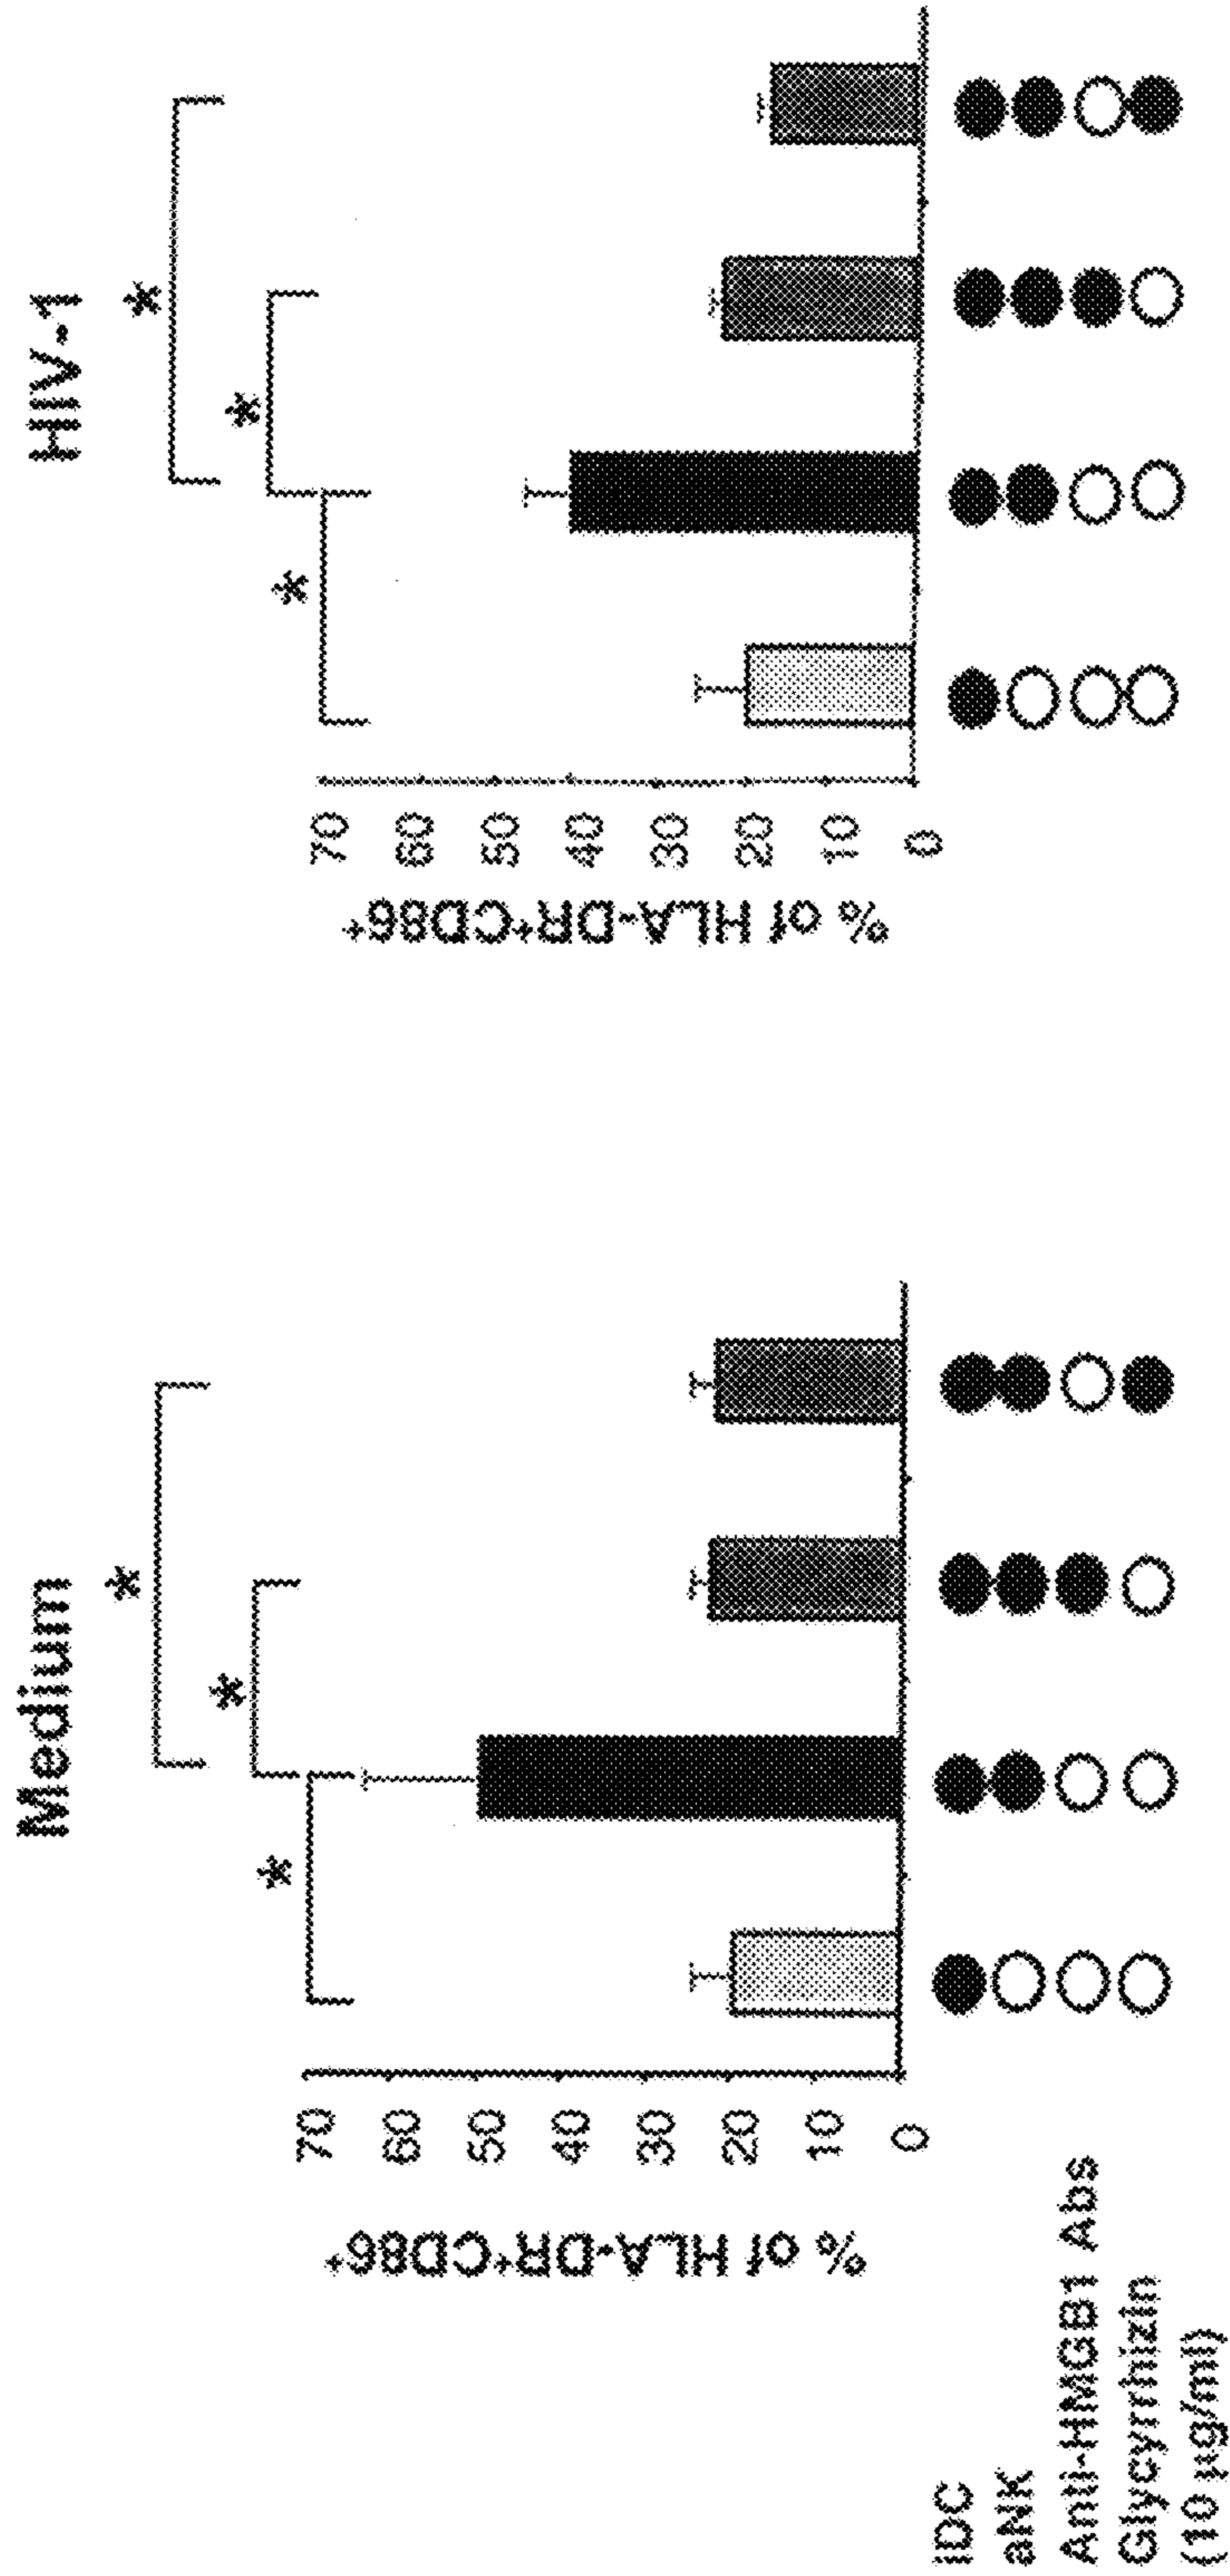 Medium
*
*
*
% of HLA-DR⁺CD86⁺
70
60
50
40
30
20
10
0
HIV-1
*
*
*
% of HLA-DR⁺CD86⁺
70
60
50
40
30
20
10
0
iDC
aNK
Anti-HMGB1 Abs
Glycyrrhizin
(10 µg/ml)